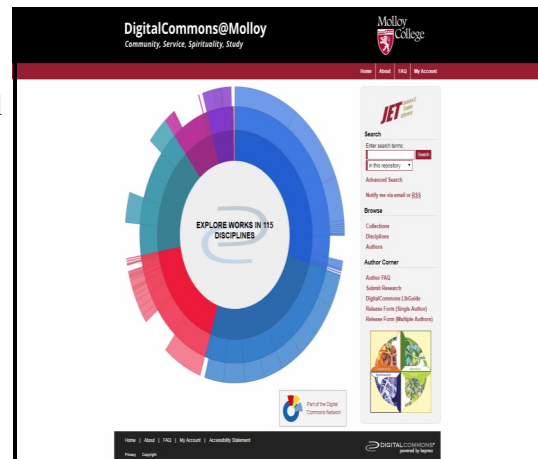 DigitalCommons@Molloy
Community, Service, Spirituality, Study
Molloy
College
Home | About | FAQ | My Account
JET
Search
Enter search terms:
Search
in this repository
Advanced Search
Notify me via email or RSS
Browse
Collections
Disciplines
Authors
EXPLORE WORKS IN 115
DISCIPLINES
Author Corner
Author FAQ
Submit Research
DigitalCommons LibGuide
Release Form (Single Author)
Release Form (Multiple Authors)
Part of the Digital
Commons Network
Home | About | FAQ | My Account | Accessibility Statement
Privacy Copyright
DIGITALCOMMONS
powered by bepress